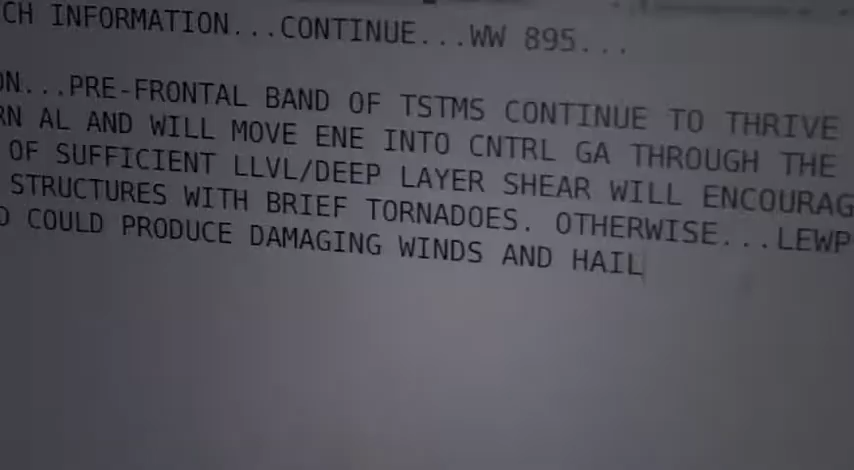 CH INFORMATION...CONTINUE...WW 895...
ON...PRE-FRONTAL BAND OF TSTMS CONTINUE TO THRIVE
RN AL AND WILL MOVE ENE INTO CNTRL GA THROUGH THE
OF SUFFICIENT LLVL/DEEP LAYER SHEAR WILL ENCOURAG
STRUCTURES WITH BRIEF TORNADOES. OTHERWISE...LEWP
D COULD PRODUCE DAMAGING WINDS AND HAIL